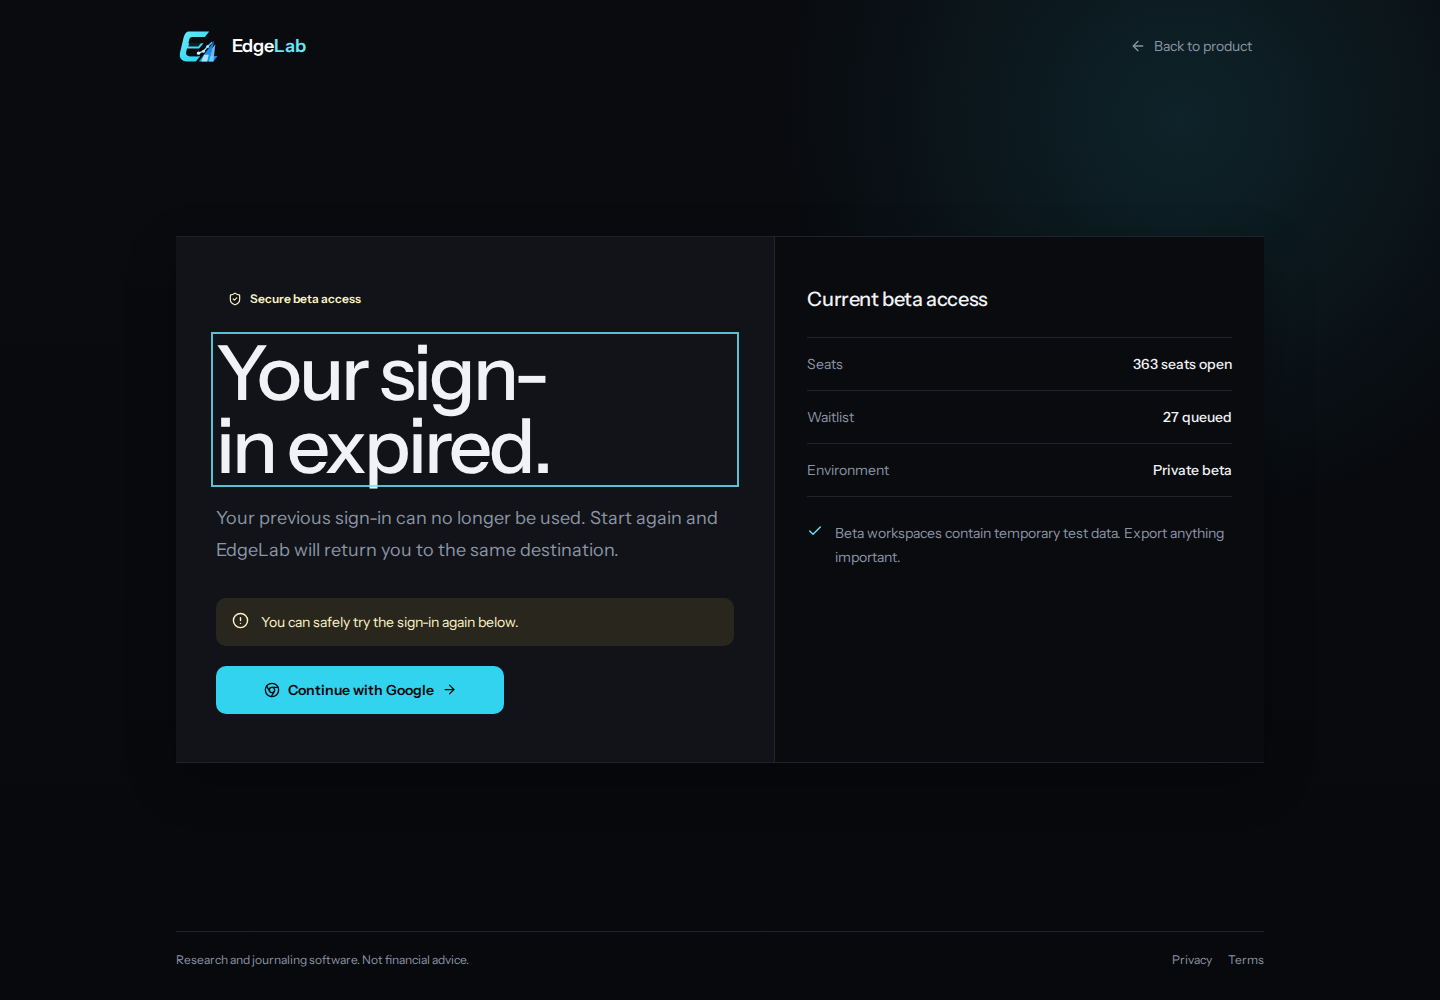 EdgeLab
Back to product
Secure beta access
Your sign-
in expired.
Your previous sign-in can no longer be used. Start again and
EdgeLab will return you to the same destination.
You can safely try the sign-in again below.
Continue with Google
Current beta access
Seats 363 seats open
Waitlist 27 queued
Environment Private beta
Beta workspaces contain temporary test data. Export anything
important.
Research and journaling software. Not financial advice.
Privacy Terms